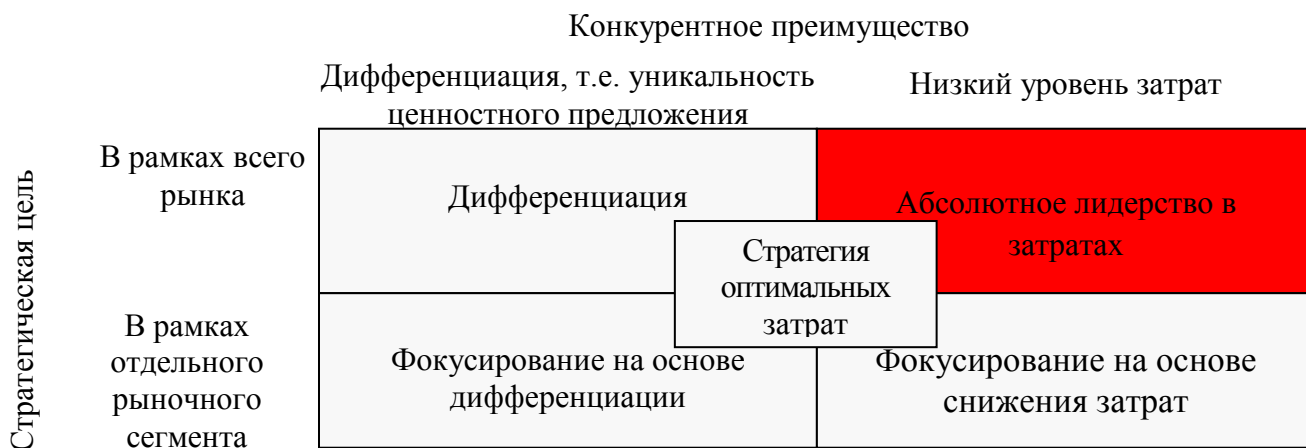 Конкурентное преимущество
Дифференциация, т.е. уникальность
ценностного предложения
Низкий уровень затрат
Стратегическая цель
В рамках всего
рынка
Дифференциация
Абсолютное лидерство в
затратах
Стратегия
оптимальных
затрат
В рамках
отдельного
рыночного
сегмента
Фокусирование на основе
дифференциации
Фокусирование на основе
снижения затрат